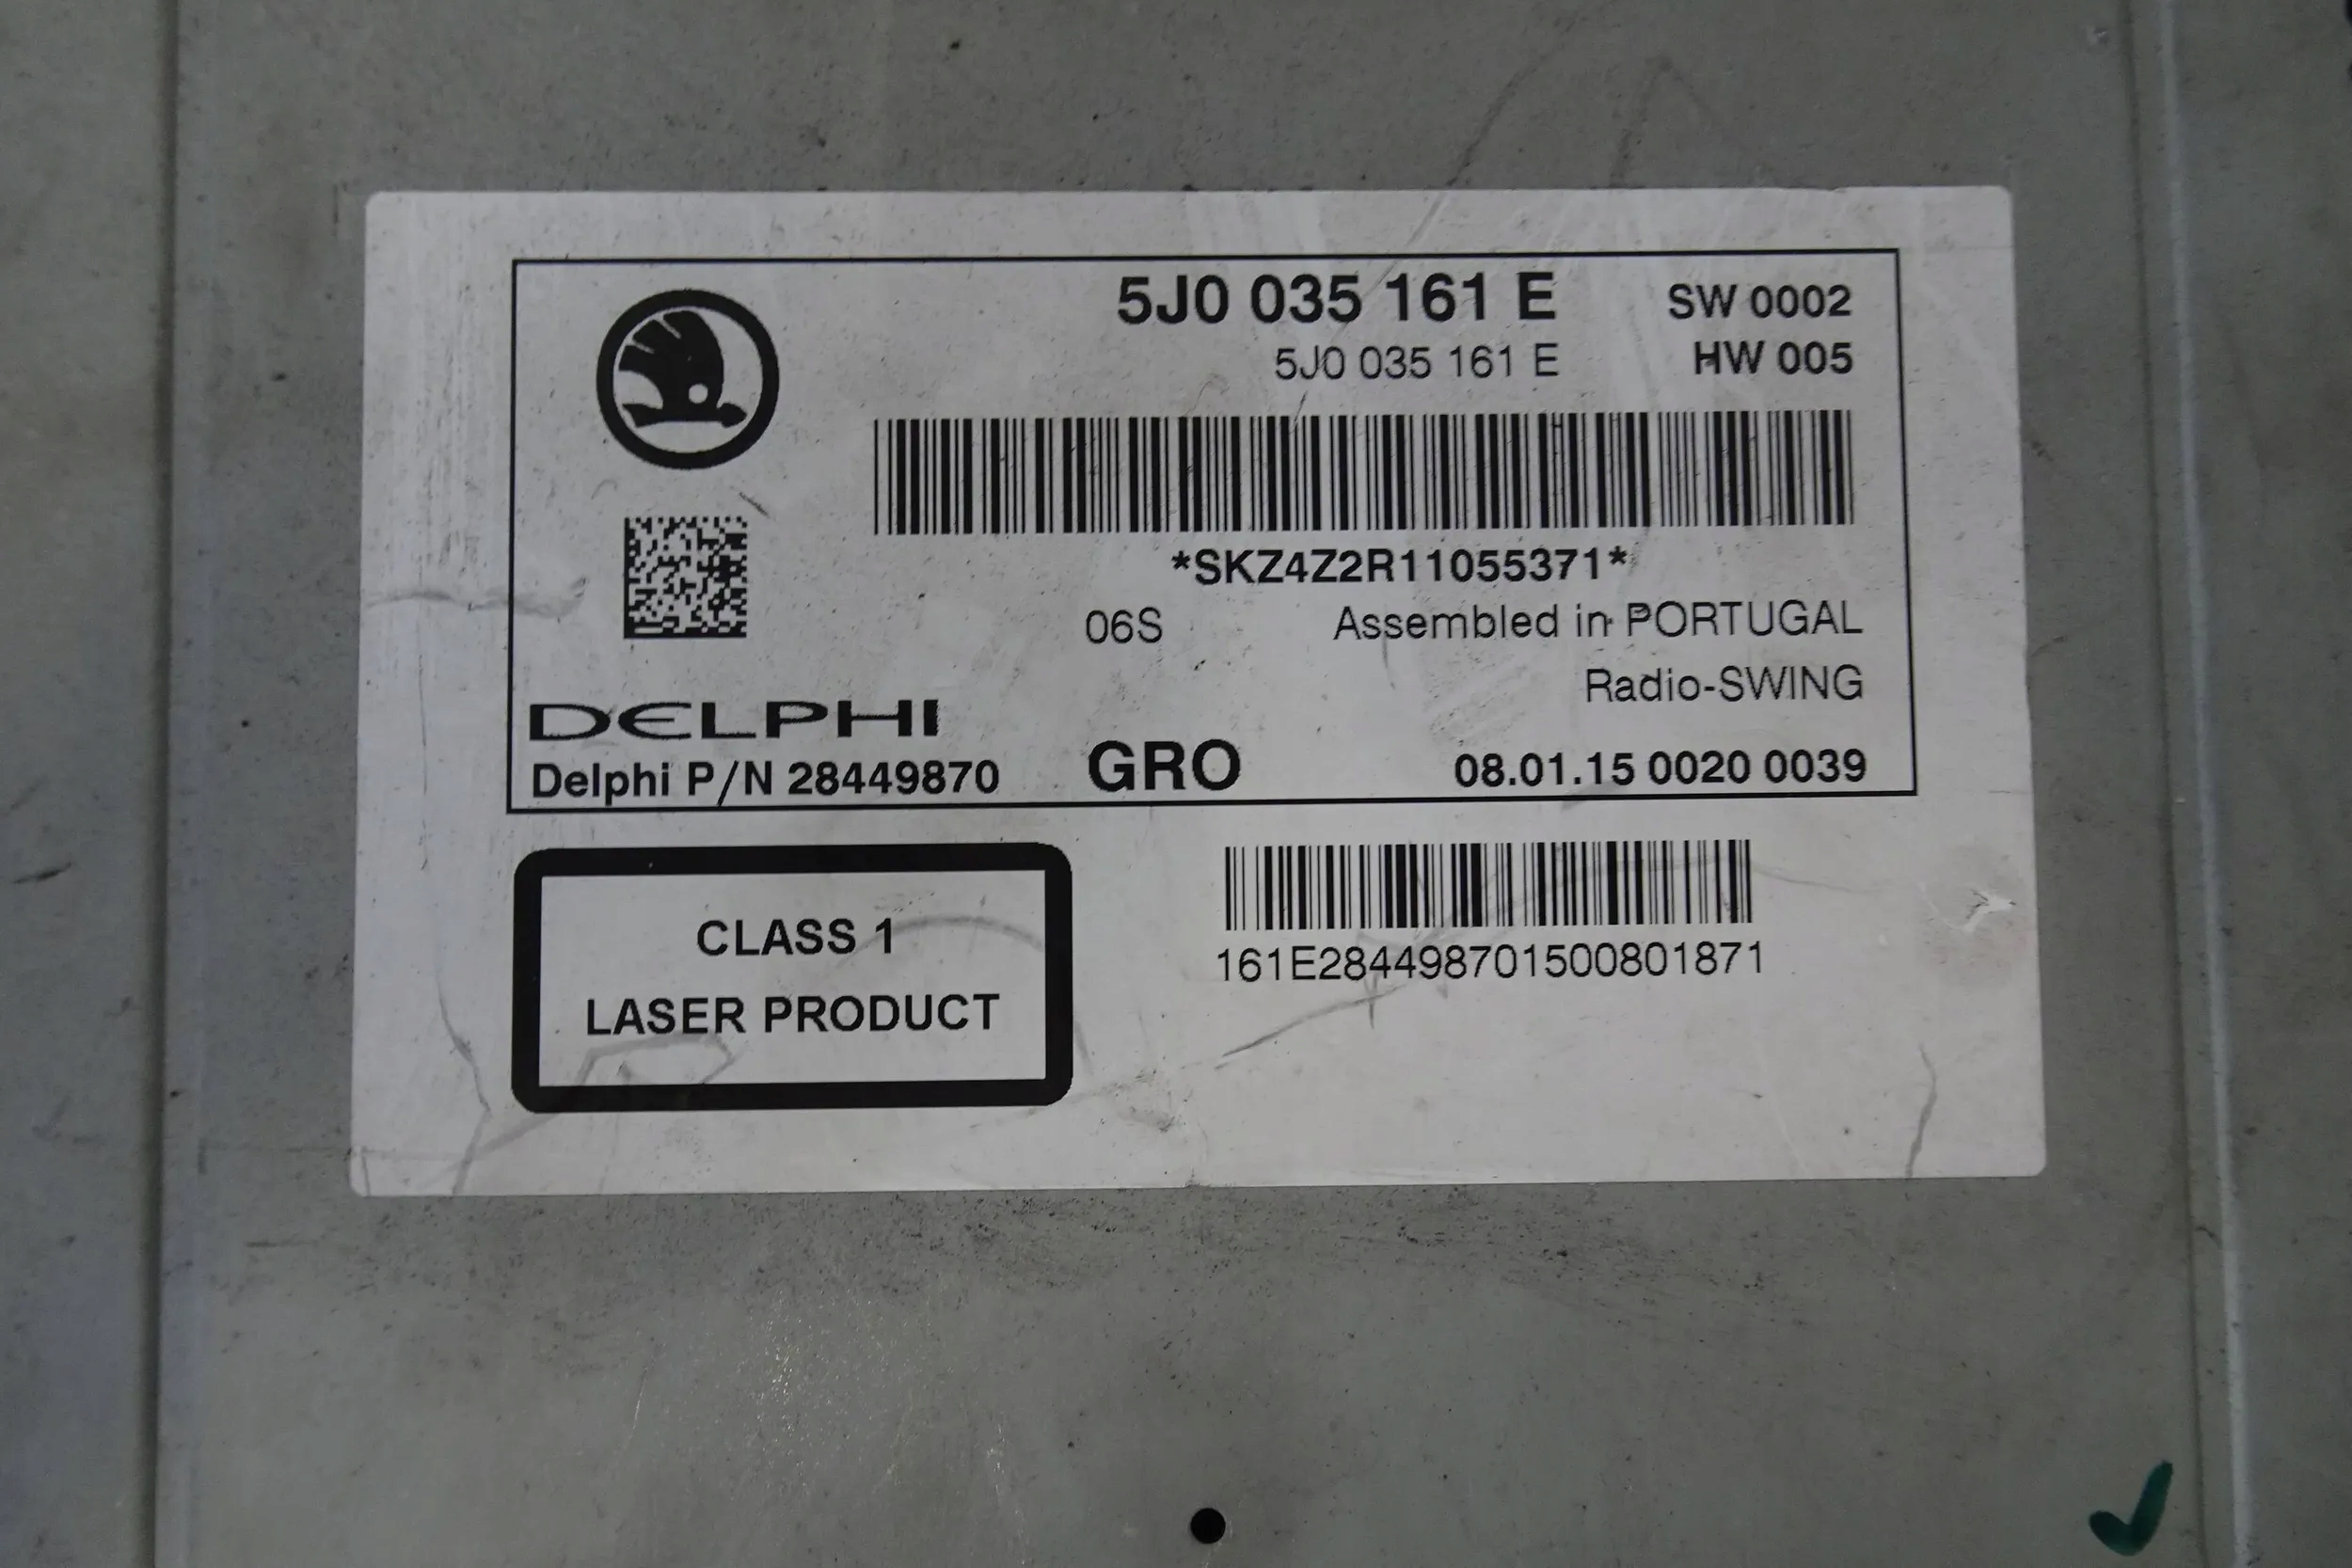 5J0 035 161 E SW 0002
5J0 035 161 E HW 005
*SKZ4Z2R11055371*
06S Assembled in PORTUGAL
Radio-SWING
DELPHI
Delphi P/N 28449870 GRO 08.01.15 0020 0039
CLASS 1
LASER PRODUCT
161E284498701500801871